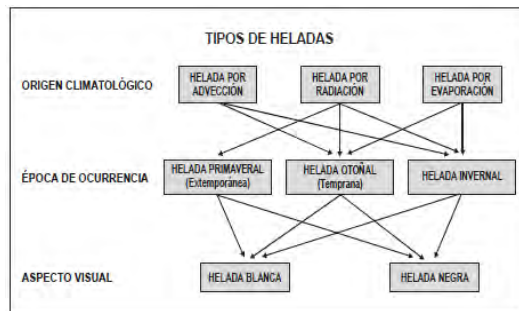 TIPOS DE HELADAS
ORIGEN CLIMATOLÓGICO
HELADA POR
ADVECCIÓN
HELADA POR
RADIACIÓN
HELADA POR
EVAPORACIÓN
ÉPOCA DE OCURRENCIA
HELADA PRIMAVERAL
(Extemporánea)
HELADA OTOÑAL
(Temprana)
HELADA INVERNAL
ASPECTO VISUAL
HELADA BLANCA
HELADA NEGRA